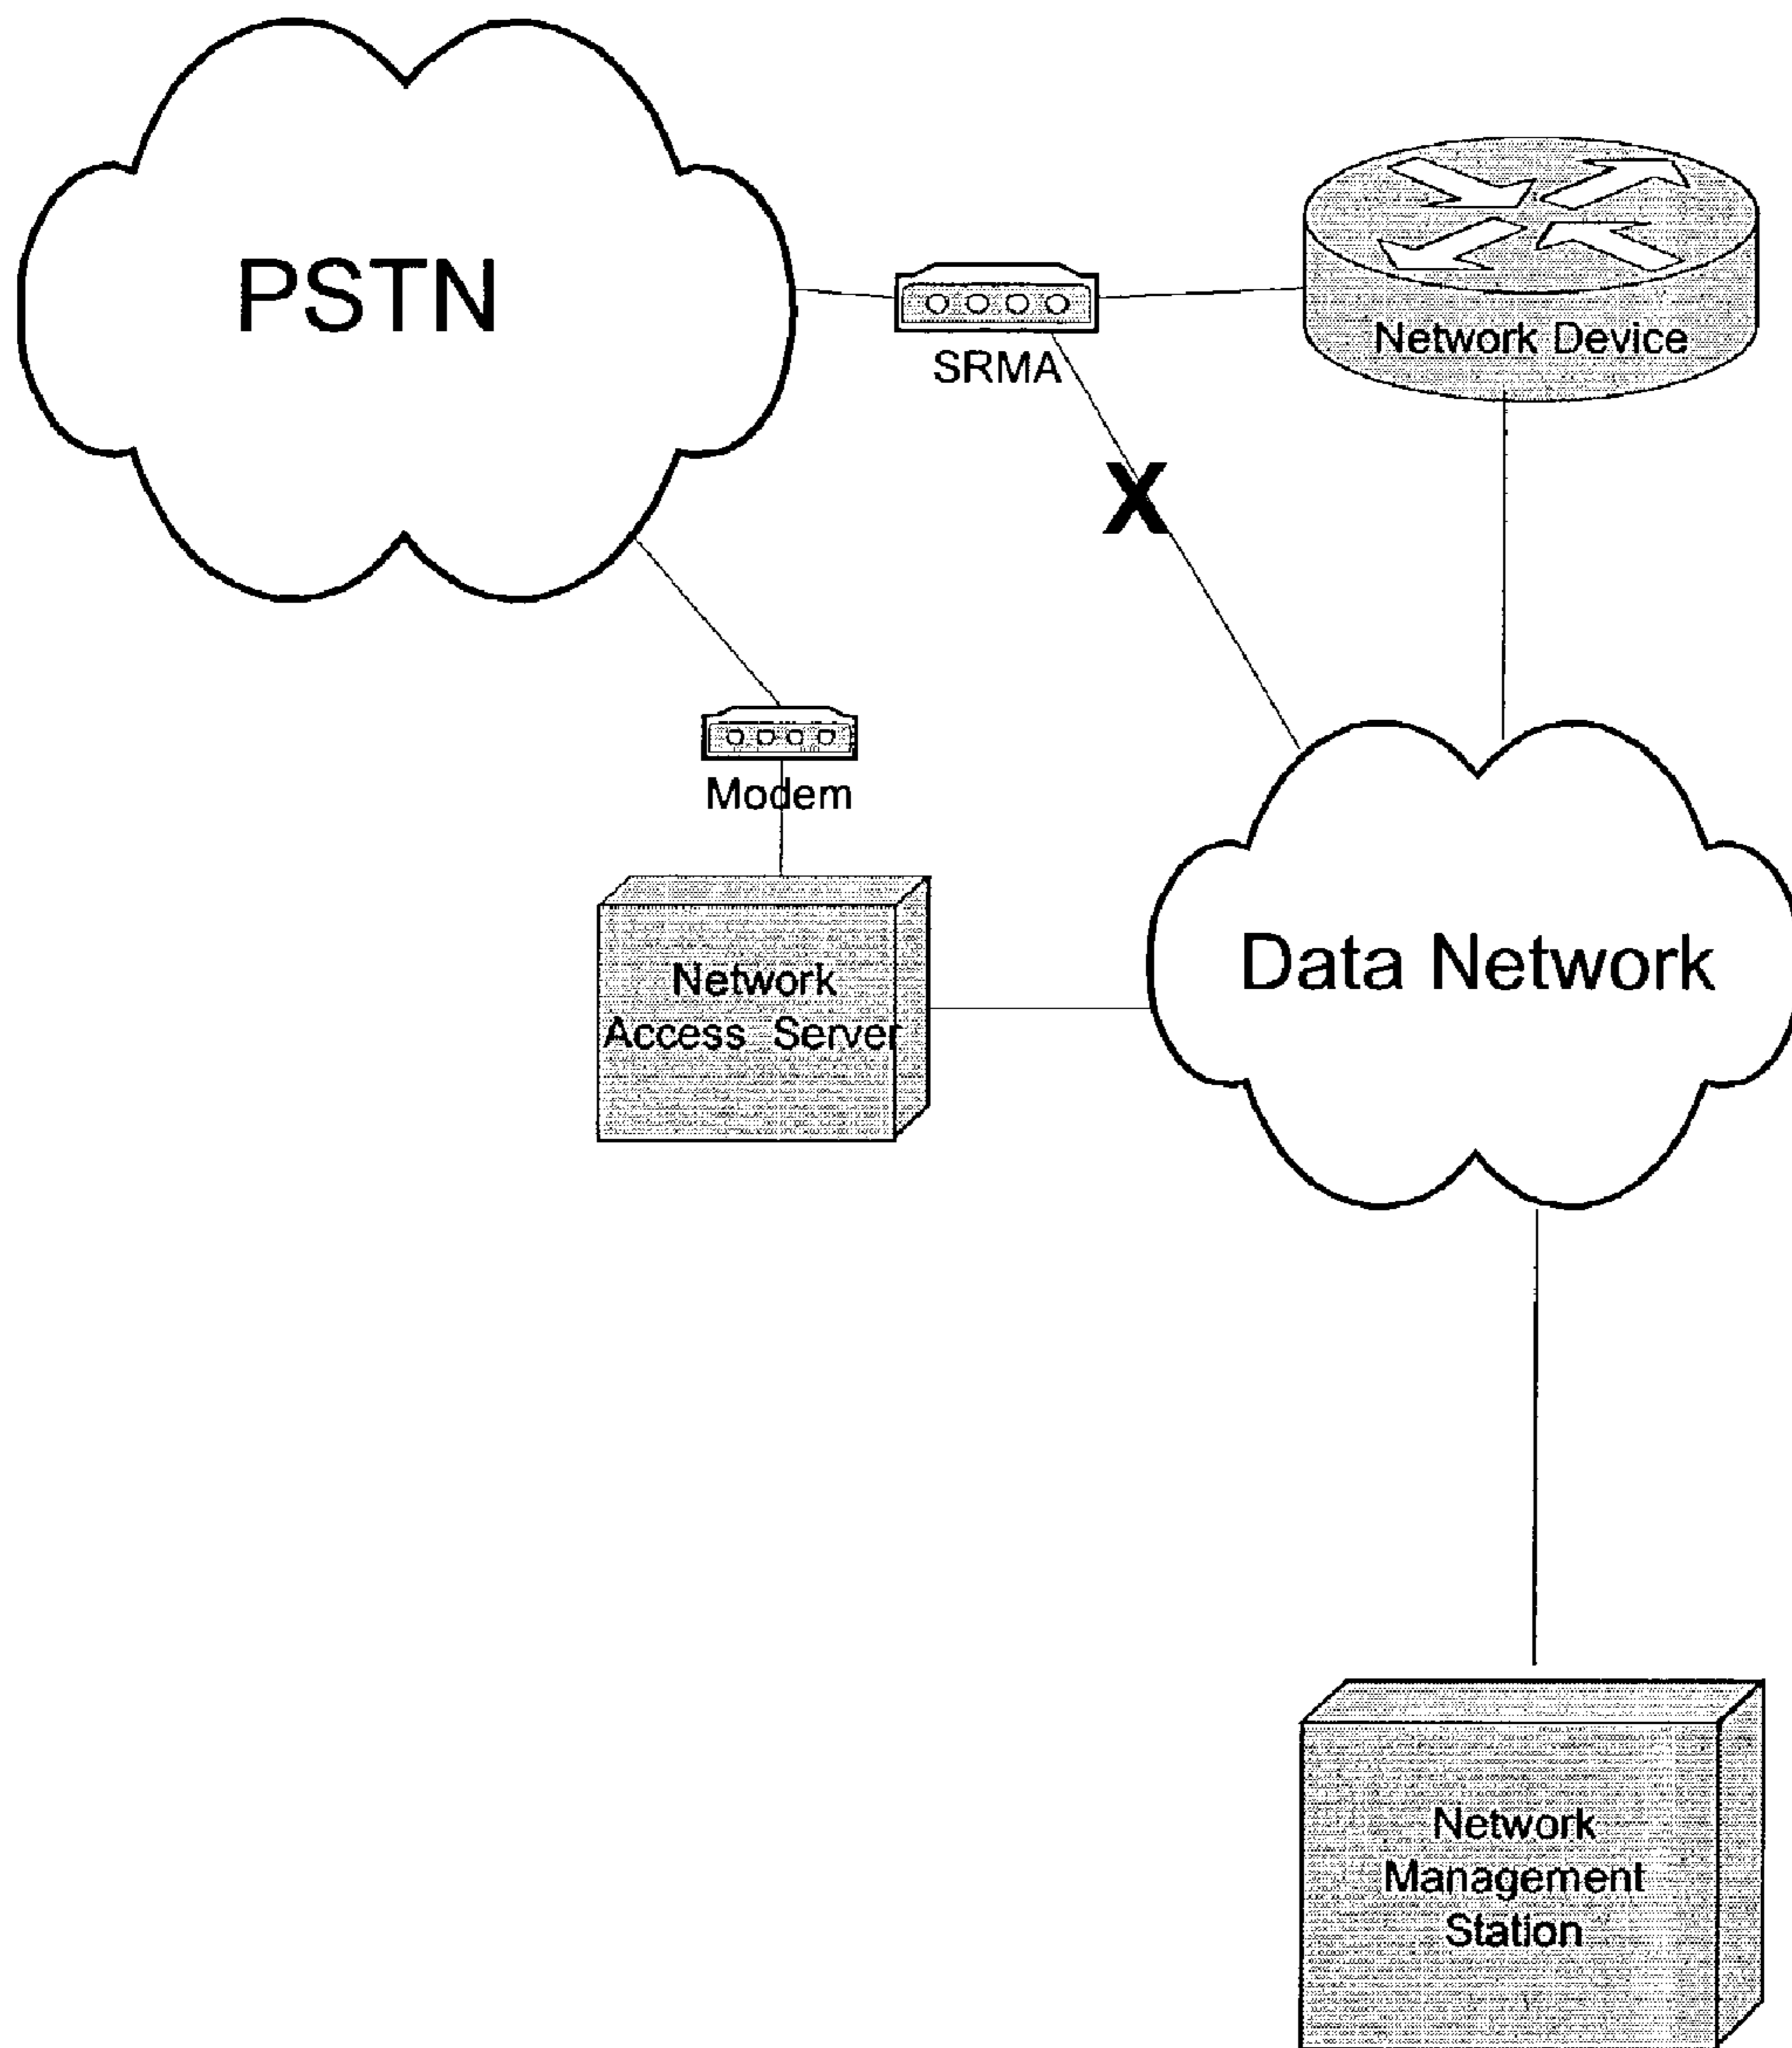 PSTN
Network Device
SRMA
X
Modem
Network
Access Server
Data Network
Network
Management
Station